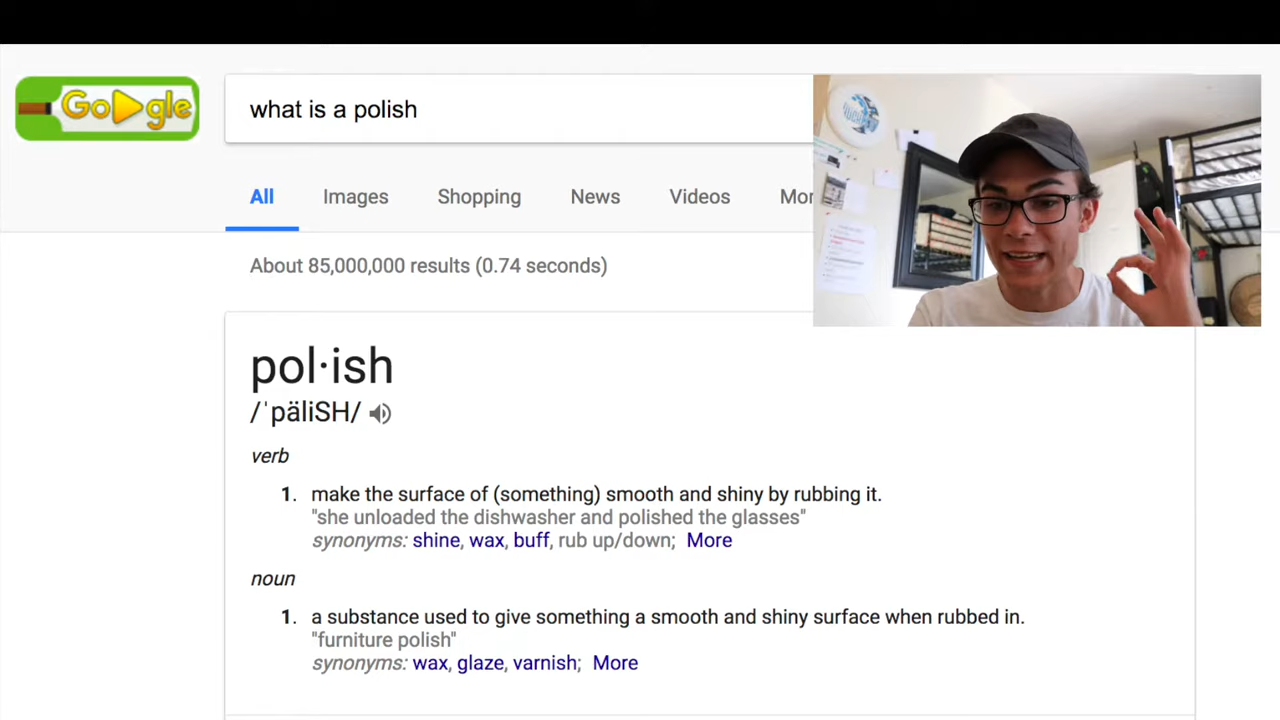 Google
what is a polish
All Images Shopping News Videos Mor
About 85,000,000 results (0.74 seconds)
pol·ish
/ˈpäliSH/
verb
1. make the surface of (something) smooth and shiny by rubbing it.
"she unloaded the dishwasher and polished the glasses"
synonyms: shine, wax, buff, rub up/down; More
noun
1. a substance used to give something a smooth and shiny surface when rubbed in.
"furniture polish"
synonyms: wax, glaze, varnish; More